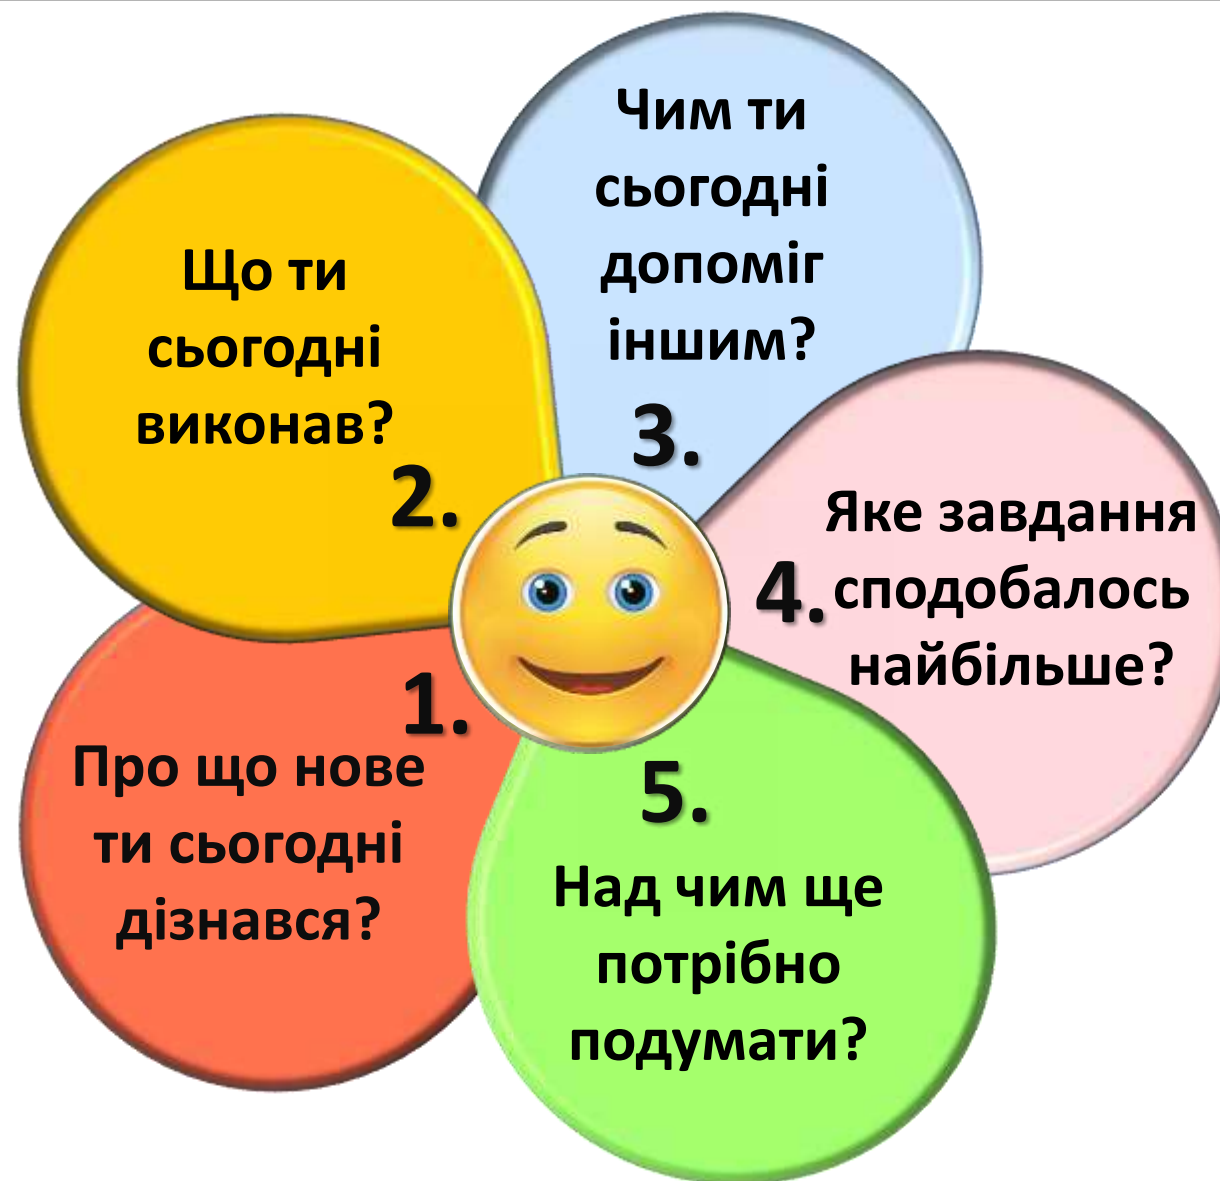 1.
Про що нове
ти сьогодні
дізнався?
Що ти
сьогодні
виконав?
2.
Чим ти
сьогодні
допоміг
іншим?
3.
4.
Яке завдання
сподобалось
найбільше?
5.
Над чим ще
потрібно
подумати?